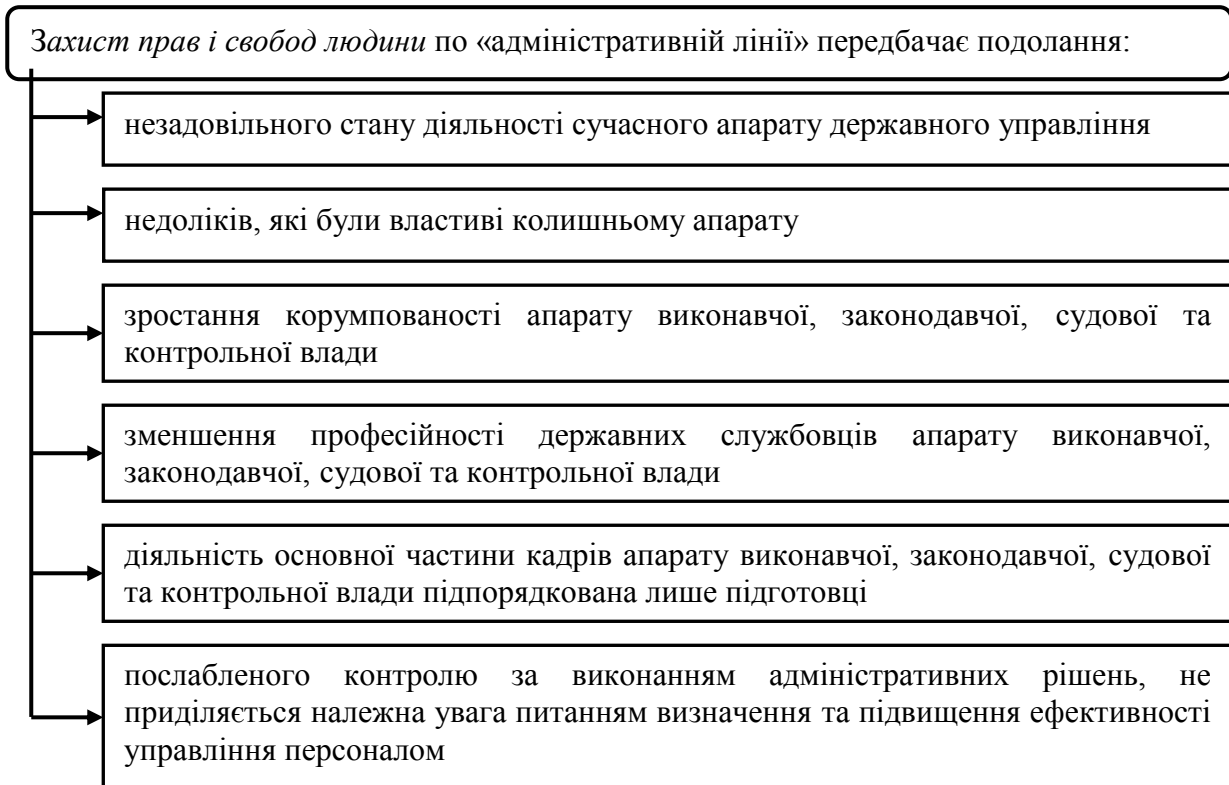 Захист прав і свобод людини по «адміністративній лінії» передбачає подолання:
незадовільного стану діяльності сучасного апарату державного управління
недоліків, які були властиві колишньому апарату
зростання корумпованості апарату виконавчої, законодавчої, судової та
контрольної влади
зменшення професійності державних службовців апарату виконавчої,
законодавчої, судової та контрольної влади
діяльність основної частини кадрів апарату виконавчої, законодавчої, судової
та контрольної влади підпорядкована лише підготовці
послабленого контролю за виконанням адміністративних рішень, не
приділяється належна увага питанням визначення та підвищення ефективності
управління персоналом